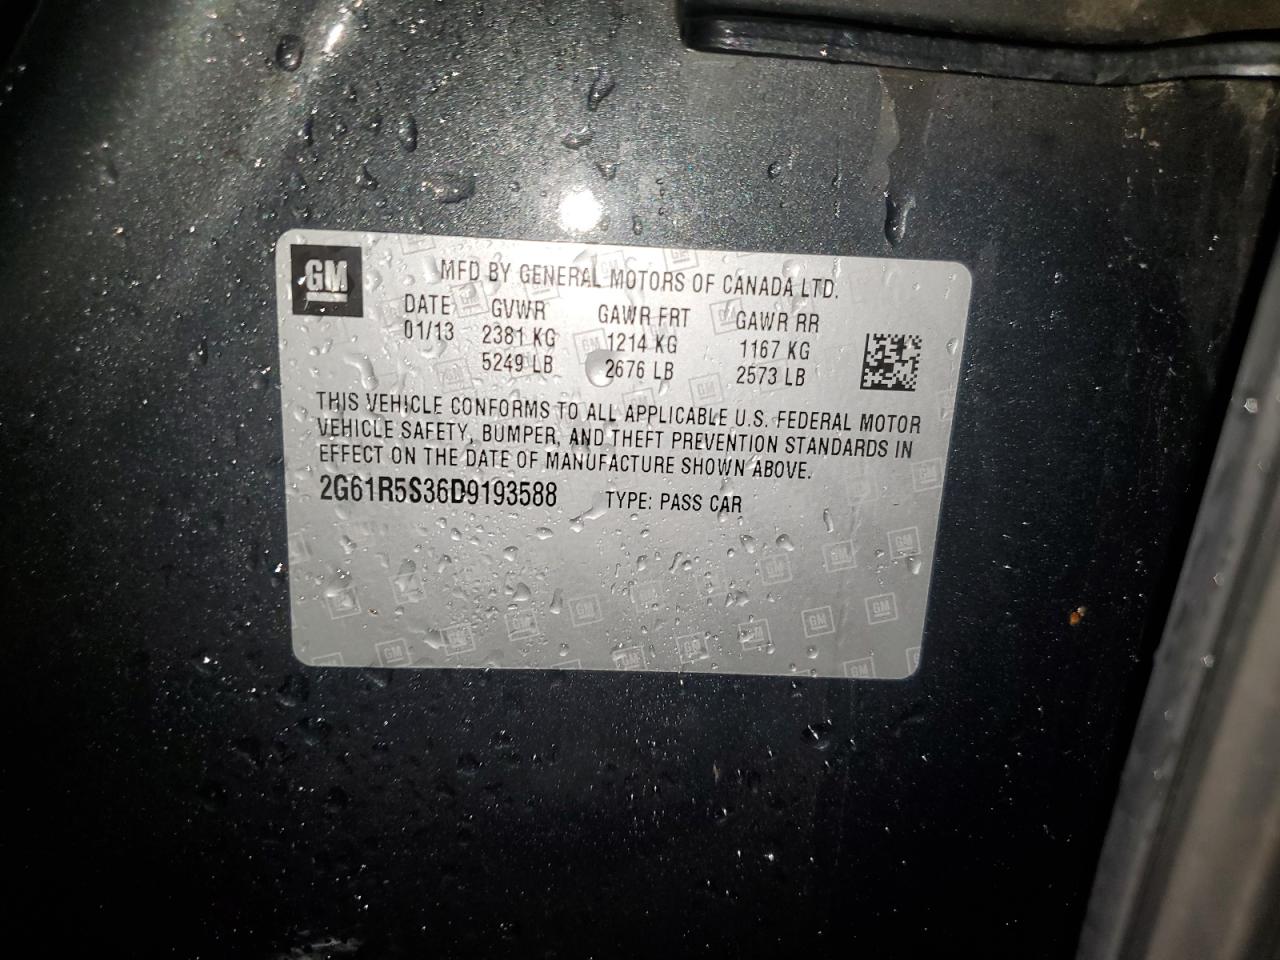 GM
MFD BY GENERAL MOTORS OF CANADA LTD.
DATE GVWR GAWR FRT GAWR RR
01/13 2381 KG 1214 KG 1167 KG
5249 LB 2676 LB 2573 LB
THIS VEHICLE CONFORMS TO ALL APPLICABLE U.S. FEDERAL MOTOR
VEHICLE SAFETY, BUMPER, AND THEFT PREVENTION STANDARDS IN
EFFECT ON THE DATE OF MANUFACTURE SHOWN ABOVE.
2G61R5S36D9193588 TYPE: PASS CAR